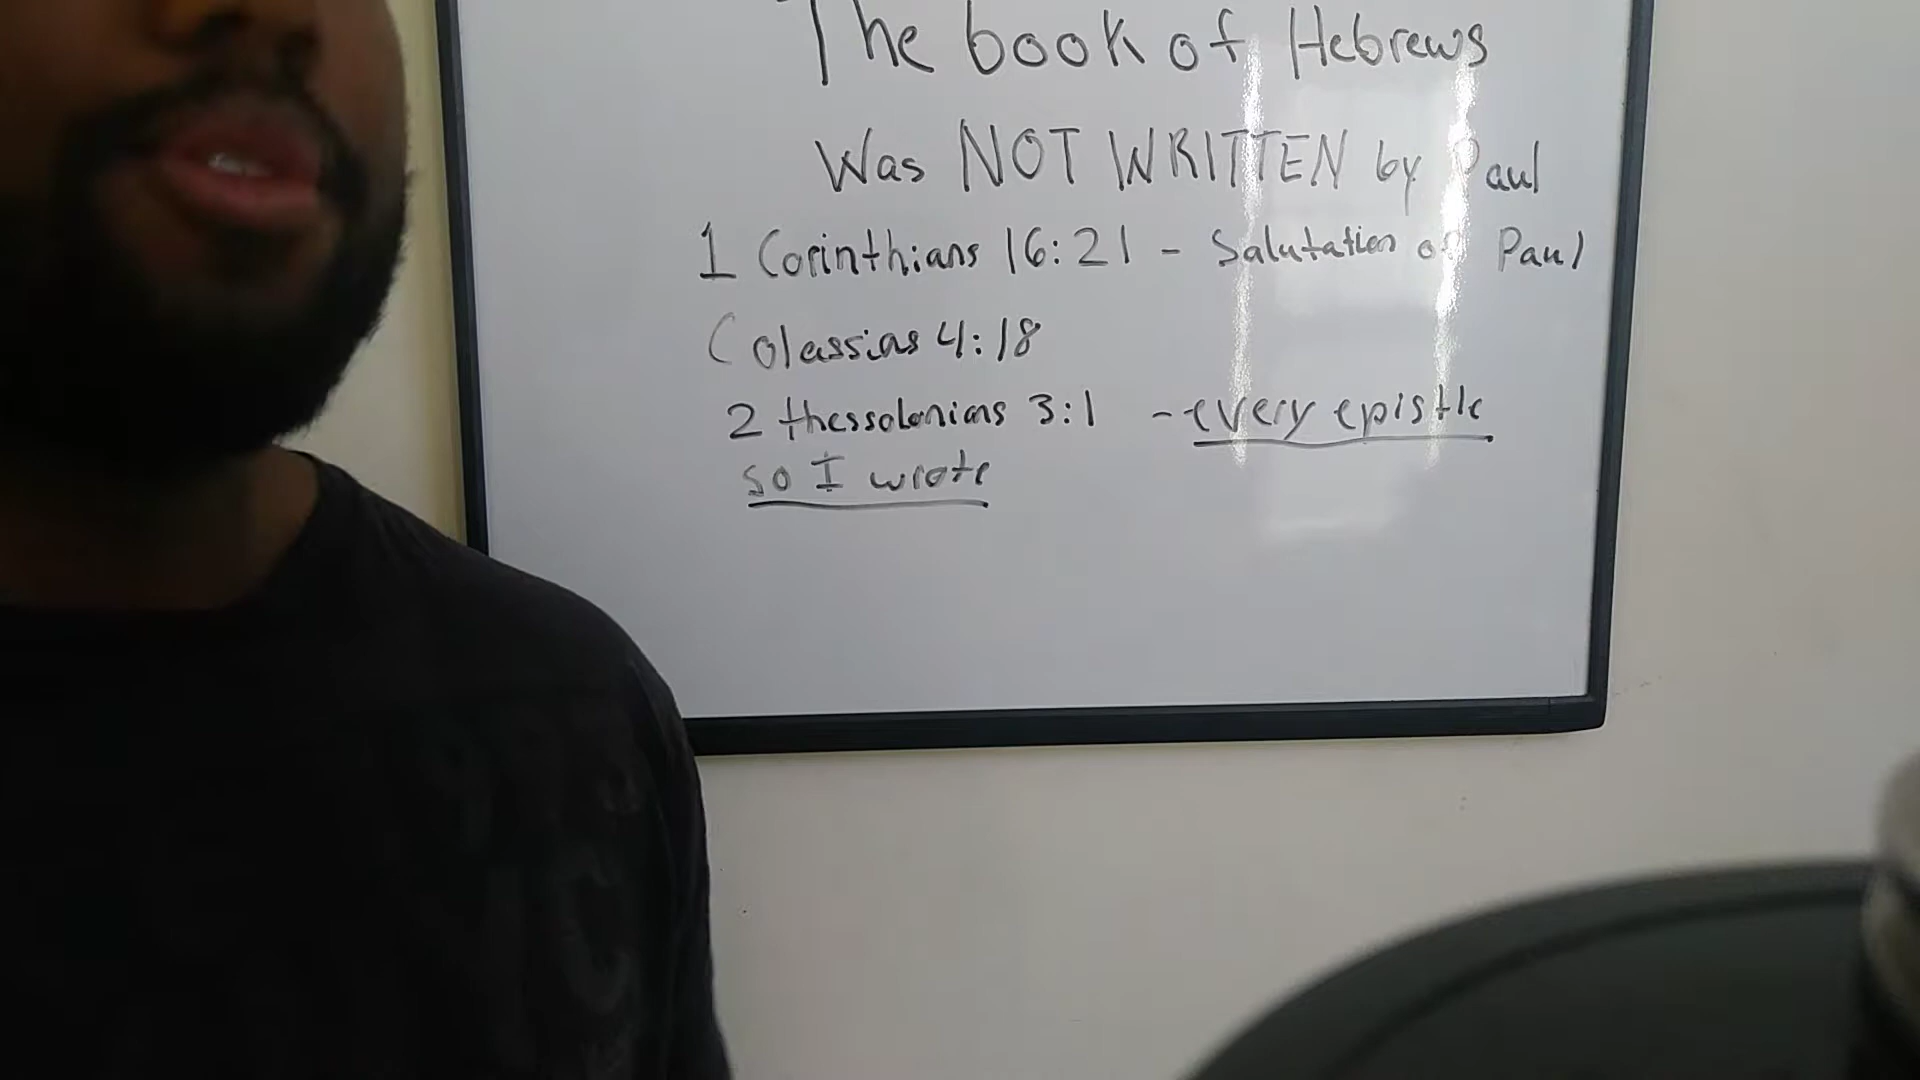 The book of Hebrews
Was NOT WRITTEN by Paul
1 Corinthians 16:21 - Salutation of Paul
Colassias 4:18
2 thessolonians 3:1 - every epistle
so I wrote